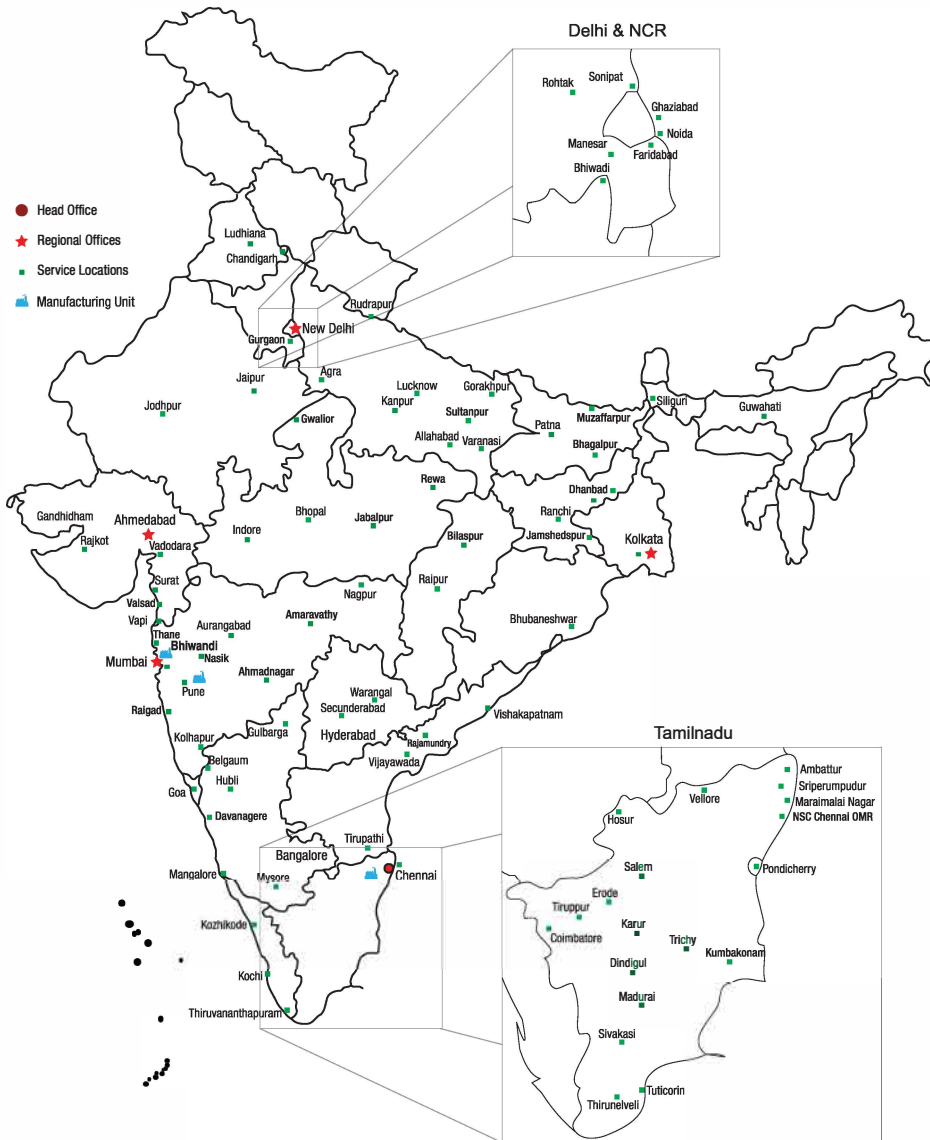 Delhi & NCR
Rohtak
Sonipat
Ghaziabad
Noida
Manesar
Faridabad
Bhiwadi
Head Office
Regional Offices
Service Locations
Manufacturing Unit
Ludhiana
Chandigarh
Rudrapur
New Delhi
Gurgaon
Agra
Jaipur
Lucknow
Gorakhpur
Kanpur
Jodhpur
Sultanpur
Gwalior
Muzaffarpur
Siliguri
Guwahati
Patna
Allahabad
Varanasi
Bhagalpur
Rewa
Dhanbad
Gandhidham
Ahmedabad
Indore
Bhopal
Jabalpur
Ranchi
Rajkot
Vadodara
Bilaspur
Jamshedspur
Kolkata
Surat
Nagpur
Raipur
Valsad
Vapi
Aurangabad
Amaravathy
Bhubaneshwar
Thane
Bhiwandi
Mumbai
Nasik
Pune
Ahmadnagar
Warangal
Raigad
Secunderabad
Vishakapatnam
Gulbarga
Hyderabad
Kolhapur
Rajamundry
Vijayawada
Belgaum
Hubli
Goa
Davanagere
Tirupathi
Bangalore
Mangalore
Mysore
Chennai
Kozhikode
Kochi
Thiruvananthapuram
Tamilnadu
Ambattur
Sriperumpudur
Vellore
Maraimalai Nagar
Hosur
NSC Chennai OMR
Salem
Pondicherry
Erode
Tiruppur
Karur
Coimbatore
Trichy
Kumbakonam
Dindigul
Madurai
Sivakasi
Tuticorin
Thirunelveli